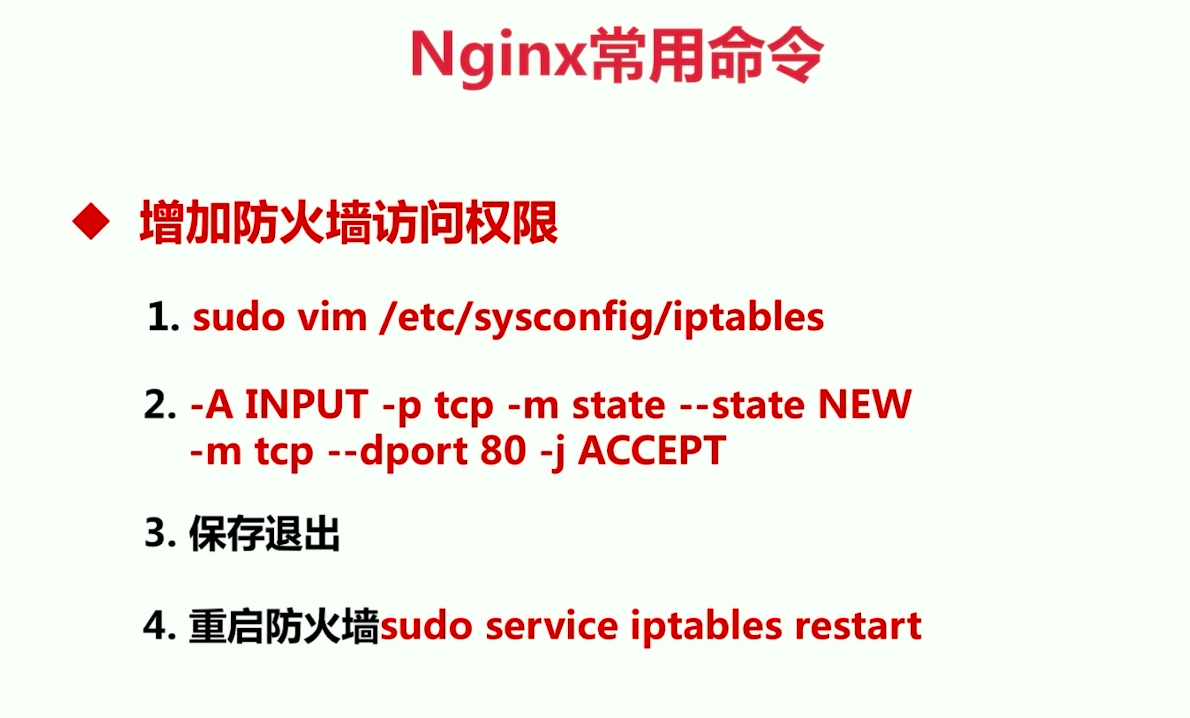 Nginx常用命令
◆ 增加防火墙访问权限
1. sudo vim /etc/sysconfig/iptables
2. -A INPUT -p tcp -m state --state NEW
-m tcp --dport 80 -j ACCEPT
3. 保存退出
4. 重启防火墙sudo service iptables restart